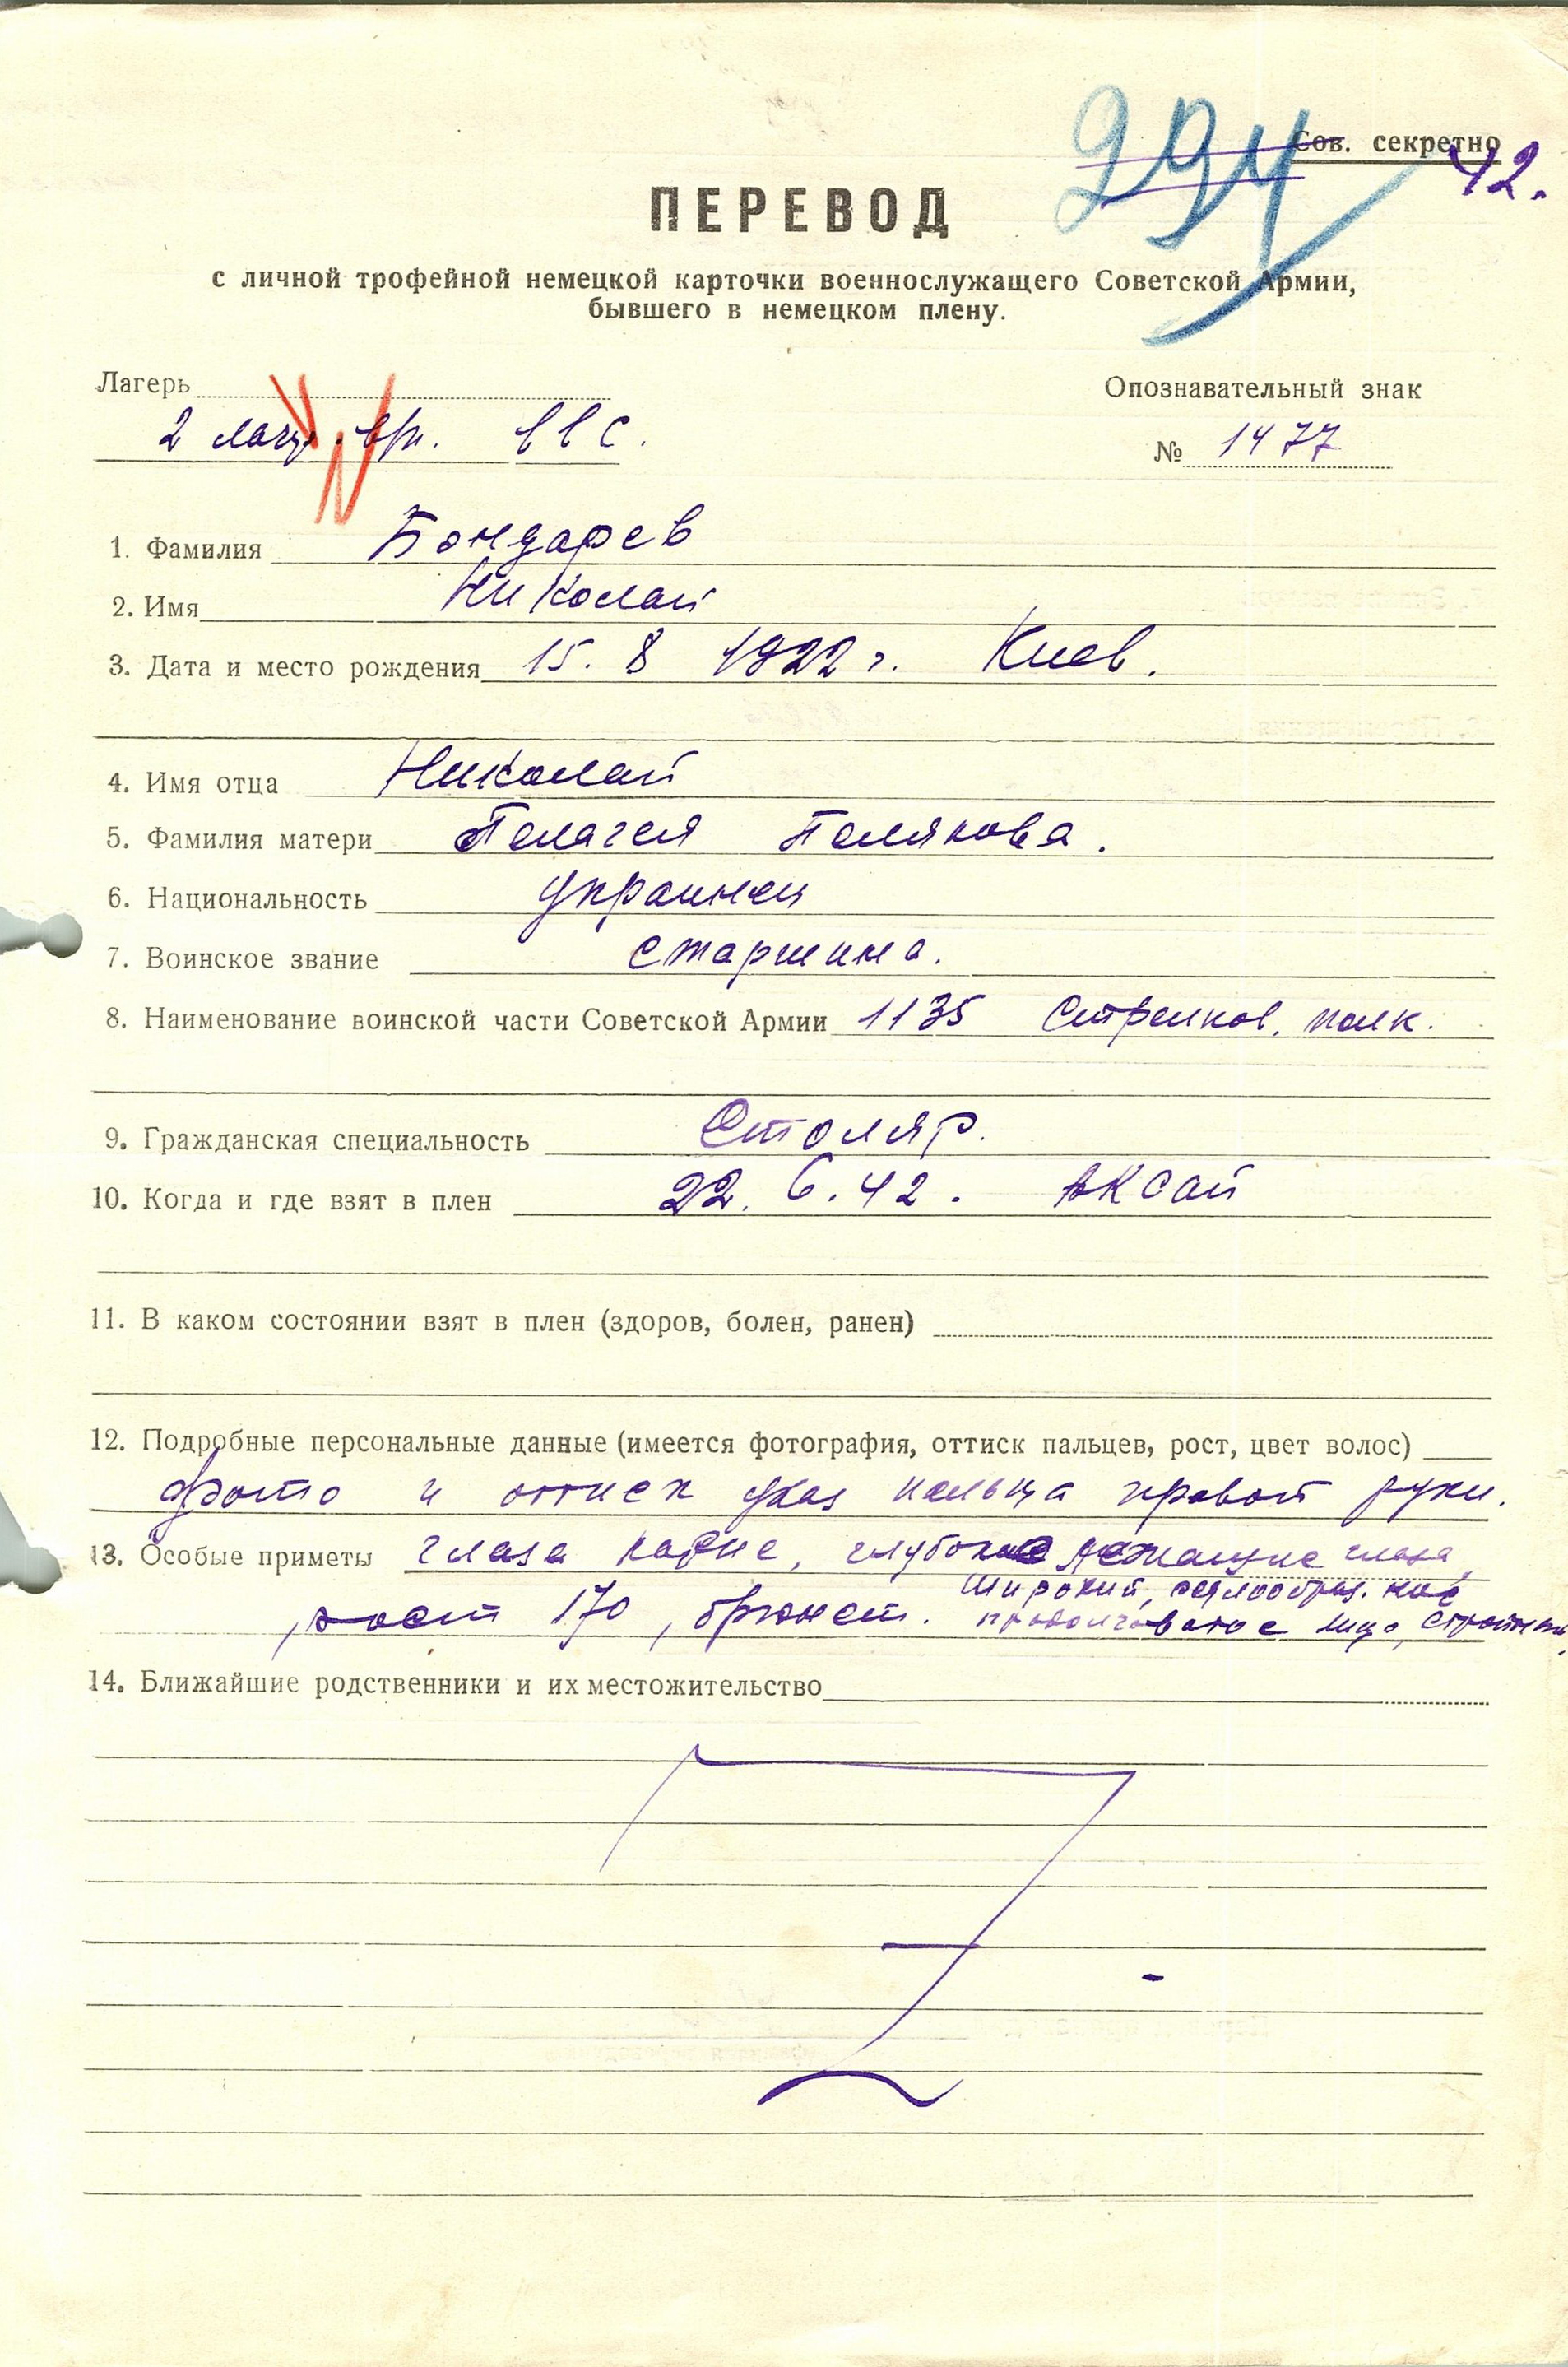 294
Сов. секретно
42.
ПЕРЕВОД
с личной трофейной немецкой карточки военнослужащего Советской Армии,
бывшего в немецком плену.
Лагерь
Опознавательный знак
2 ВВС.
№ 1477
1. Фамилия Бондарев
2. Имя Николай
3. Дата и место рождения 15. 8 1922 г. Киев.
4. Имя отца Николай
5. Фамилия матери Пелагея Полякова.
6. Национальность украинец
7. Воинское звание старшина.
8. Наименование воинской части Советской Армии 1135 Стрелков. полк.
9. Гражданская специальность Столяр.
10. Когда и где взят в плен 22. 6. 42. Аксай
11. В каком состоянии взят в плен (здоров, болен, ранен)
12. Подробные персональные данные (имеется фотография, оттиск пальцев, рост, цвет волос)
фото и оттиск указ пальца правой руки.
13. Особые приметы глаза карие, глубоко лежащие глаза,
широкий, седлообраз. нос
, рост 170, брюнет. продолговатое лицо,
14. Ближайшие родственники и их местожительство